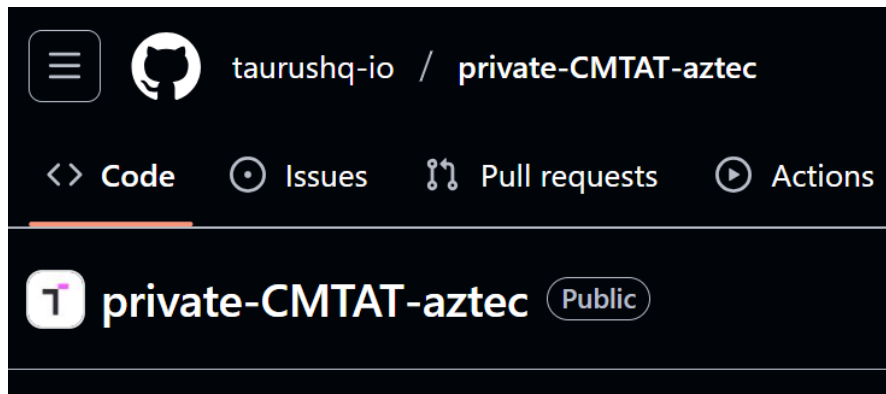 taurushq-io / private-CMTAT-aztec
<> Code Issues Pull requests Actions
T private-CMTAT-aztec Public